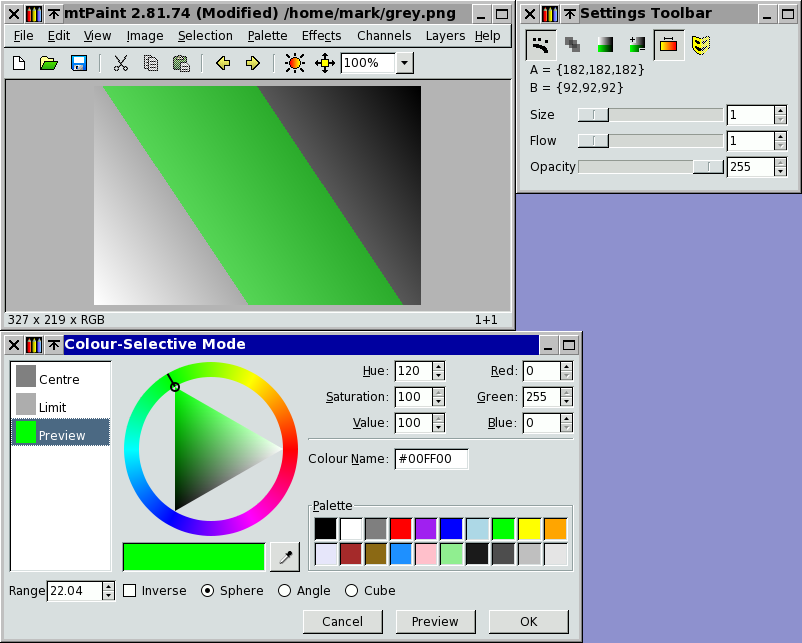 mtPaint 2.81.74 (Modified) /home/mark/grey.png
File Edit View Image Selection Palette Effects Channels Layers Help
100%
327 x 219 x RGB 1+1
Settings Toolbar
A = {182,182,182}
B = {92,92,92}
Size 1
Flow 1
Opacity 255
Colour-Selective Mode
Centre
Limit
Preview
Hue: 120 Red: 0
Saturation: 100 Green: 255
Value: 100 Blue: 0
Colour Name: #00FF00
Palette
Range 22.04 Inverse Sphere Angle Cube
Cancel Preview OK